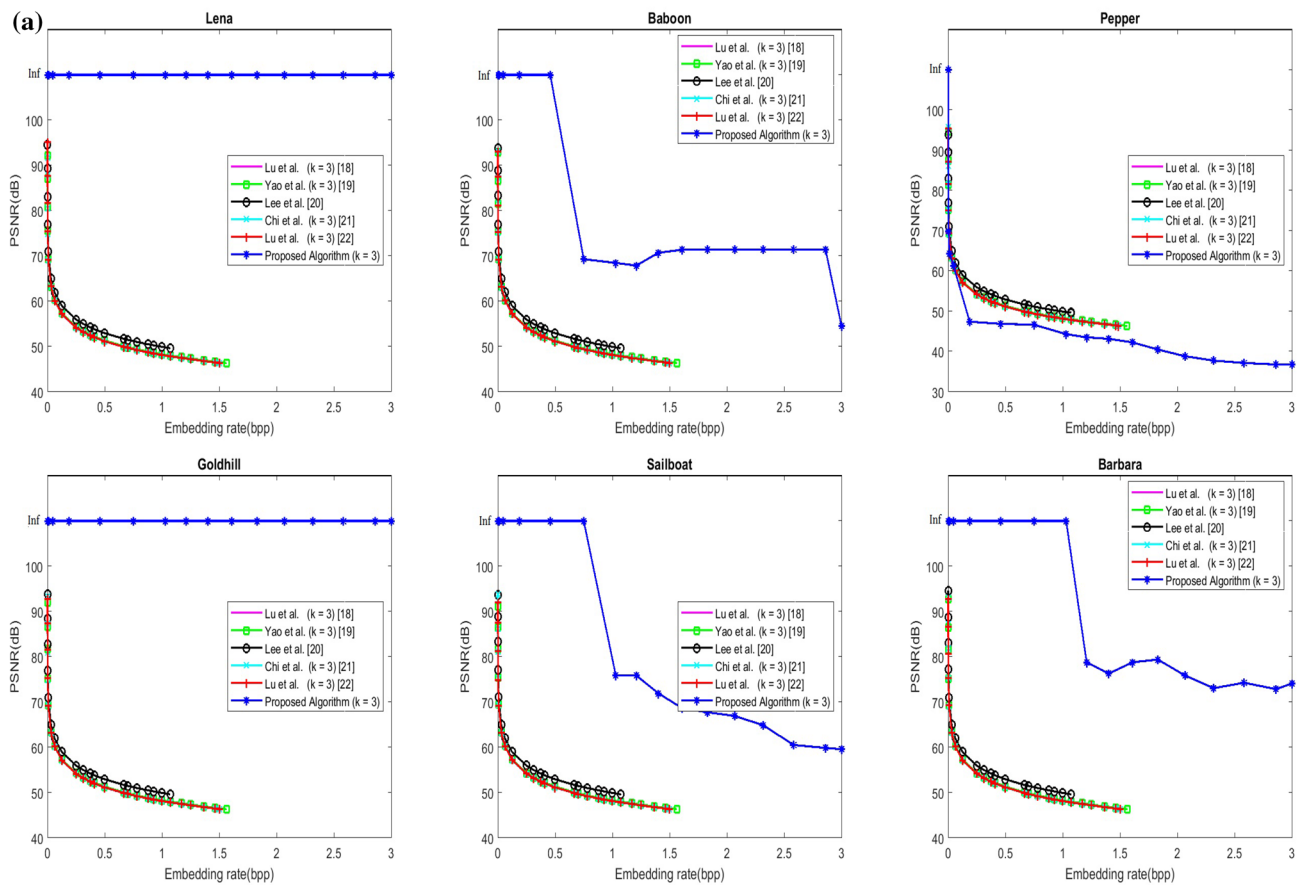 (a)
Lena
Inf
100
90
80
70
60
50
40
PSNR(dB)
0
0.5
1
1.5
2
2.5
3
Embedding rate(bpp)
Lu et al. (k = 3) [18]
Yao et al. (k = 3) [19]
Lee et al. [20]
Chi et al. (k = 3) [21]
Lu et al. (k = 3) [22]
Proposed Algorithm (k = 3)
Baboon
Inf
100
90
80
70
60
50
40
PSNR(dB)
0
0.5
1
1.5
2
2.5
3
Embedding rate(bpp)
Lu et al. (k = 3) [18]
Yao et al. (k = 3) [19]
Lee et al. [20]
Chi et al. (k = 3) [21]
Lu et al. (k = 3) [22]
Proposed Algorithm (k = 3)
Pepper
Inf
100
90
80
70
60
50
40
30
PSNR(dB)
0
0.5
1
1.5
2
2.5
3
Embedding rate(bpp)
Lu et al. (k = 3) [18]
Yao et al. (k = 3) [19]
Lee et al. [20]
Chi et al. (k = 3) [21]
Lu et al. (k = 3) [22]
Proposed Algorithm (k = 3)
Goldhill
Inf
100
90
80
70
60
50
40
PSNR(dB)
0
0.5
1
1.5
2
2.5
3
Embedding rate(bpp)
Lu et al. (k = 3) [18]
Yao et al. (k = 3) [19]
Lee et al. [20]
Chi et al. (k = 3) [21]
Lu et al. (k = 3) [22]
Proposed Algorithm (k = 3)
Sailboat
Inf
100
90
80
70
60
50
40
PSNR(dB)
0
0.5
1
1.5
2
2.5
3
Embedding rate(bpp)
Lu et al. (k = 3) [18]
Yao et al. (k = 3) [19]
Lee et al. [20]
Chi et al. (k = 3) [21]
Lu et al. (k = 3) [22]
Proposed Algorithm (k = 3)
Barbara
Inf
100
90
80
70
60
50
40
PSNR(dB)
0
0.5
1
1.5
2
2.5
3
Embedding rate(bpp)
Lu et al. (k = 3) [18]
Yao et al. (k = 3) [19]
Lee et al. [20]
Chi et al. (k = 3) [21]
Lu et al. (k = 3) [22]
Proposed Algorithm (k = 3)